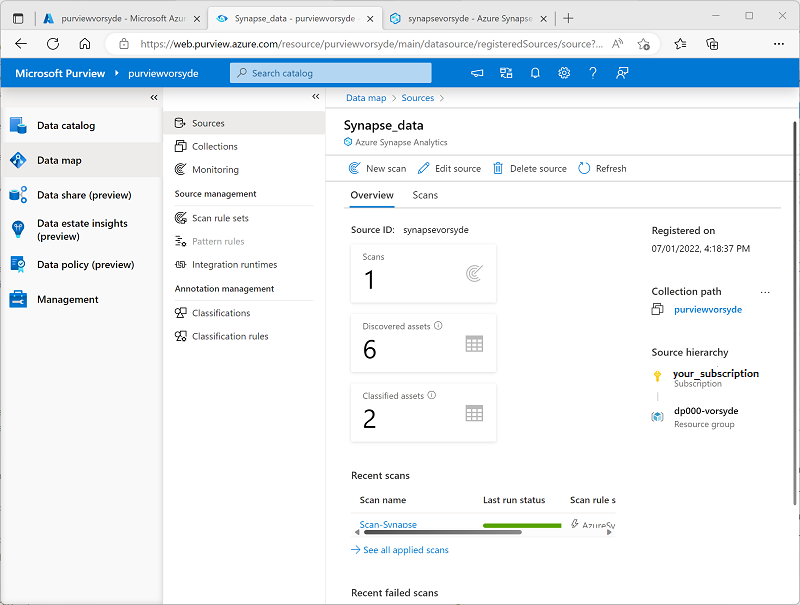 purviewvorsyde - Microsoft Azur
Synapse_data - purviewvorsyde
synapsevorsyde - Azure Synapse
https://web.purview.azure.com/resource/purviewvorsyde/main/datasource/registeredSources/source?...
Microsoft Purview
purviewvorsyde
Search catalog
Data catalog
Data map
Data share (preview)
Data estate insights
(preview)
Data policy (preview)
Management
Sources
Collections
Monitoring
Source management
Scan rule sets
Pattern rules
Integration runtimes
Annotation management
Classifications
Classification rules
Data map > Sources >
Synapse_data
Azure Synapse Analytics
New scan
Edit source
Delete source
Refresh
Overview
Scans
Source ID: synapsevorsyde
Scans
1
Discovered assets
6
Classified assets
2
Registered on
07/01/2022, 4:18:37 PM
Collection path
...
purviewvorsyde
Source hierarchy
your_subscription
Subscription
dp000-vorsyde
Resource group
Recent scans
Scan name
Last run status
Scan rule s
Scan-Synapse
AzureSy
See all applied scans
Recent failed scans